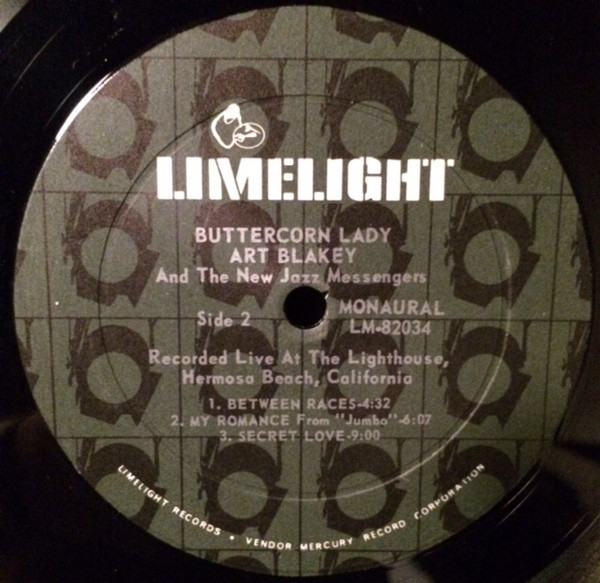 LIMELIGHT
BUTTERCORN LADY
ART BLAKEY
And The New Jazz Messengers
Side 2
MONAURAL
LM-82034
Recorded Live At The Lighthouse,
Hermosa Beach, California
1. BETWEEN RACES-4:32
2. MY ROMANCE From "Jumbo"-6:07
3. SECRET LOVE-9:00
LIMELIGHT RECORDS • VENDOR MERCURY RECORD CORPORATION